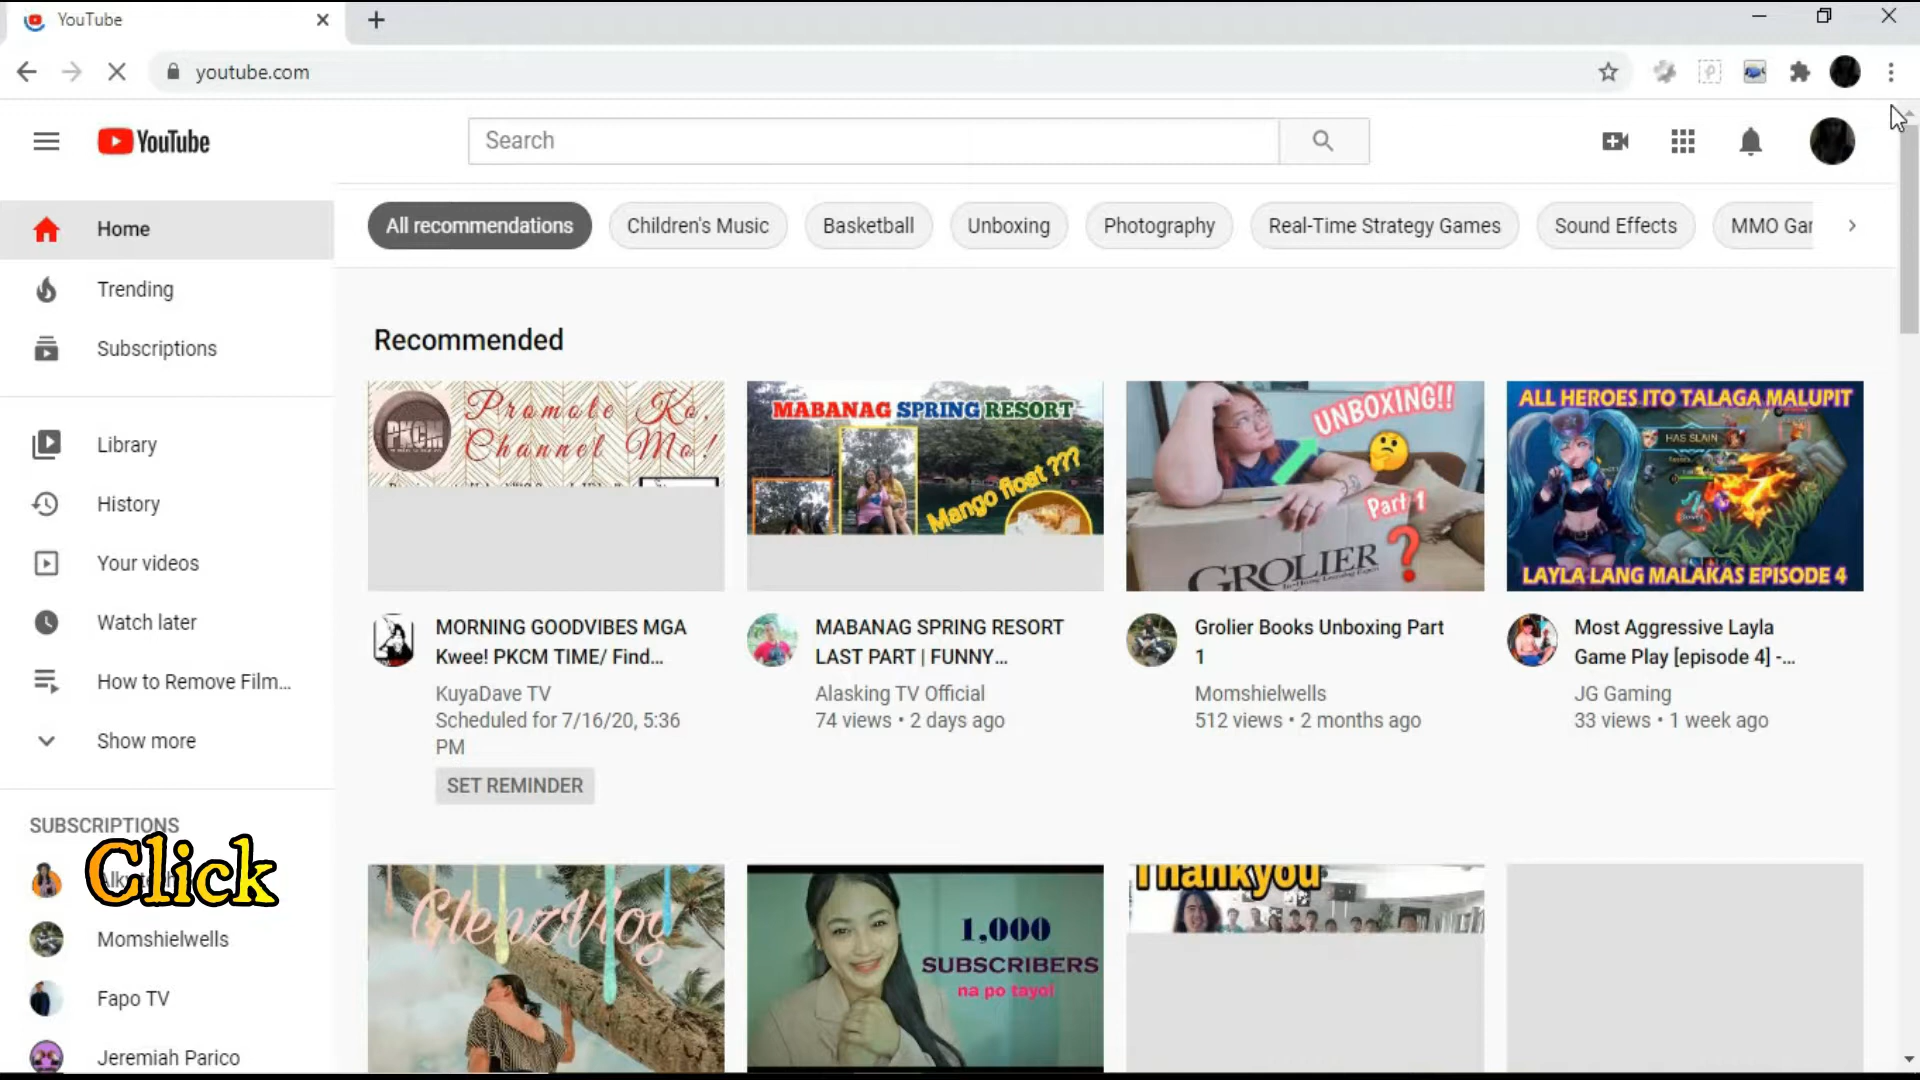 YouTube
youtube.com
YouTube
Search
Home
Trending
Subscriptions
Library
History
Your videos
Watch later
How to Remove Film...
Show more
SUBSCRIPTIONS
Click
Momshielwells
Fapo TV
Jeremiah Parico
All recommendations
Children's Music
Basketball
Unboxing
Photography
Real-Time Strategy Games
Sound Effects
MMO Gar
Recommended
PKCM
Promote Ko,
Channel Mo!
MORNING GOODVIBES MGA
Kwee! PKCM TIME/ Find...
KuyaDave TV
Scheduled for 7/16/20, 5:36
PM
SET REMINDER
MABANAG SPRING RESORT
Mango float ???
MABANAG SPRING RESORT
LAST PART | FUNNY...
Alasking TV Official
74 views • 2 days ago
UNBOXING!!
Part 1
?
GROLIER
Grolier Books Unboxing Part
1
Momshielwells
512 views • 2 months ago
ALL HEROES ITO TALAGA MALUPIT
HAS SLAIN
LAYLA LANG MALAKAS EPISODE 4
Most Aggressive Layla
Game Play [episode 4] -...
JG Gaming
33 views • 1 week ago
GlenzVlog
1,000
SUBSCRIBERS
na po tayo!
Thankyou